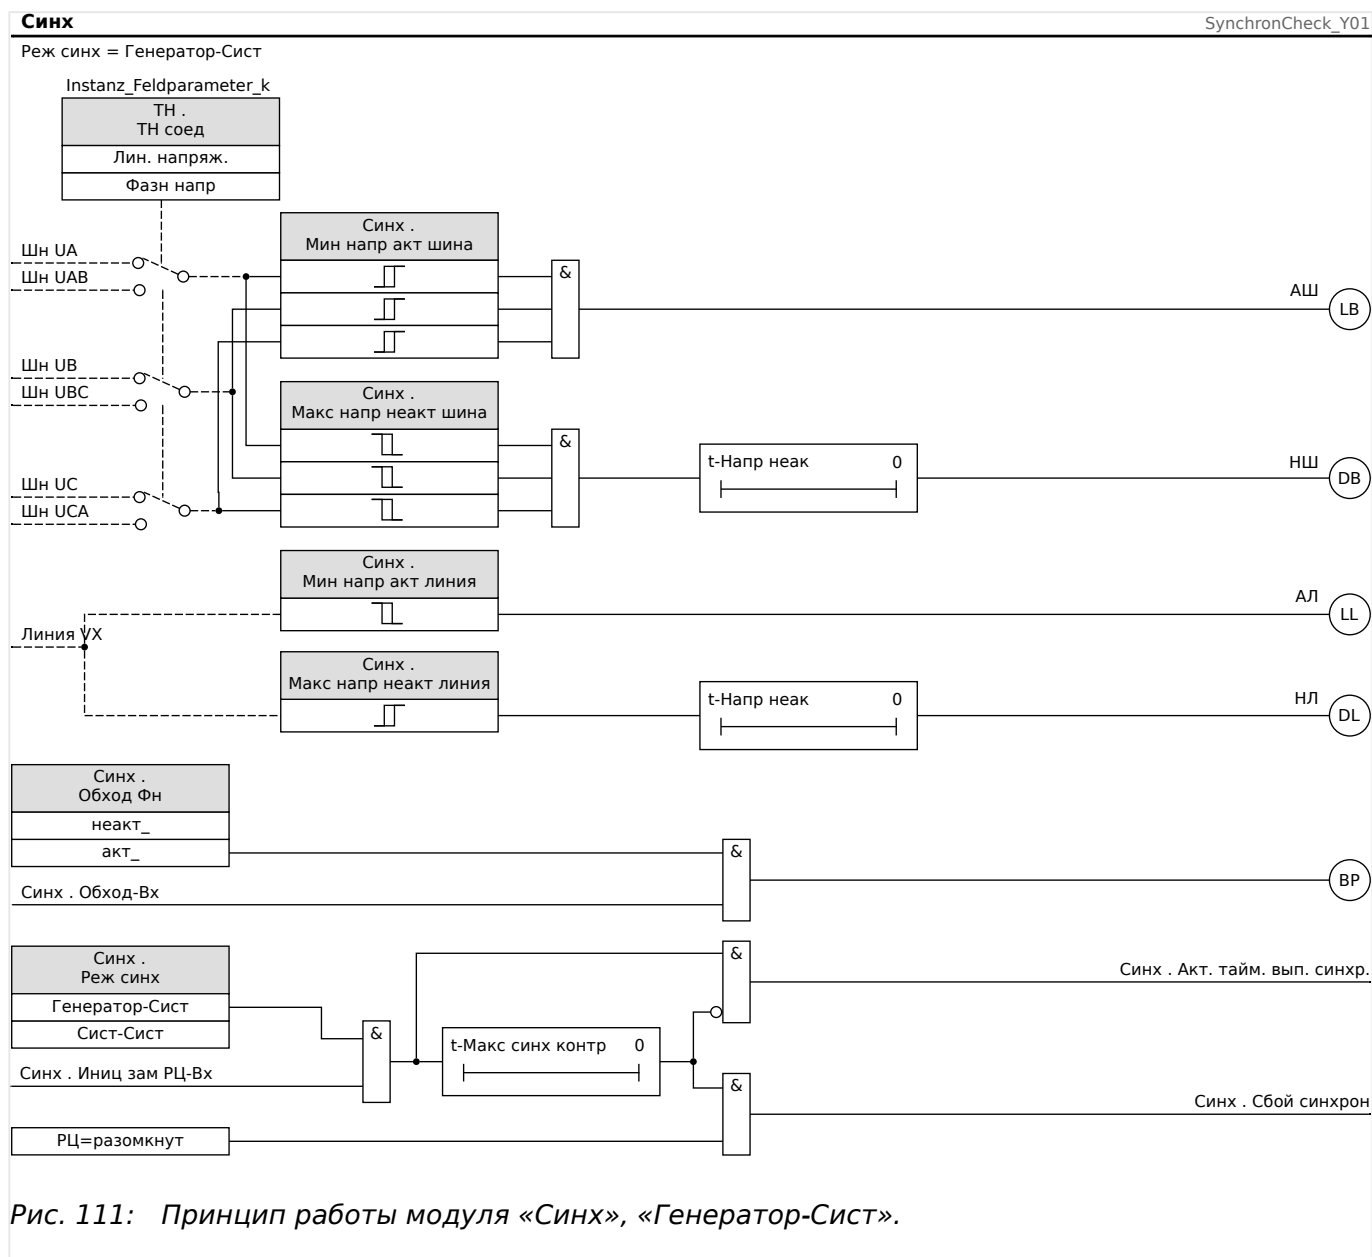 Синх
SynchronCheck_Y01
Реж синх = Генератор-Сист
Instanz_Feldparameter_k
ТН .
ТН соед
Лин. напряж.
Фазн напр
Синх .
Мин напр акт шина
Шн UA
Шн UAB
&
АШ
LB
Шн UB
Шн UBC
Синх .
Макс напр неакт шина
&
t-Напр неак 0
НШ
DB
Шн UC
Шн UCA
Синх .
Мин напр акт линия
АЛ
LL
Линия VX
Синх .
Макс напр неакт линия
t-Напр неак 0
НЛ
DL
Синх .
Обход Фн
неакт_
акт_
&
BP
Синх . Обход-Вх
Синх .
Реж синх
Генератор-Сист
Сист-Сист
&
Синх . Акт. тайм. вып. синхр.
&
t-Макс синх контр 0
Синх . Иниц зам РЦ-Вх
&
Синх . Сбой синхрон
РЦ=разомкнут
Рис. 111: Принцип работы модуля «Синх», «Генератор-Сист».